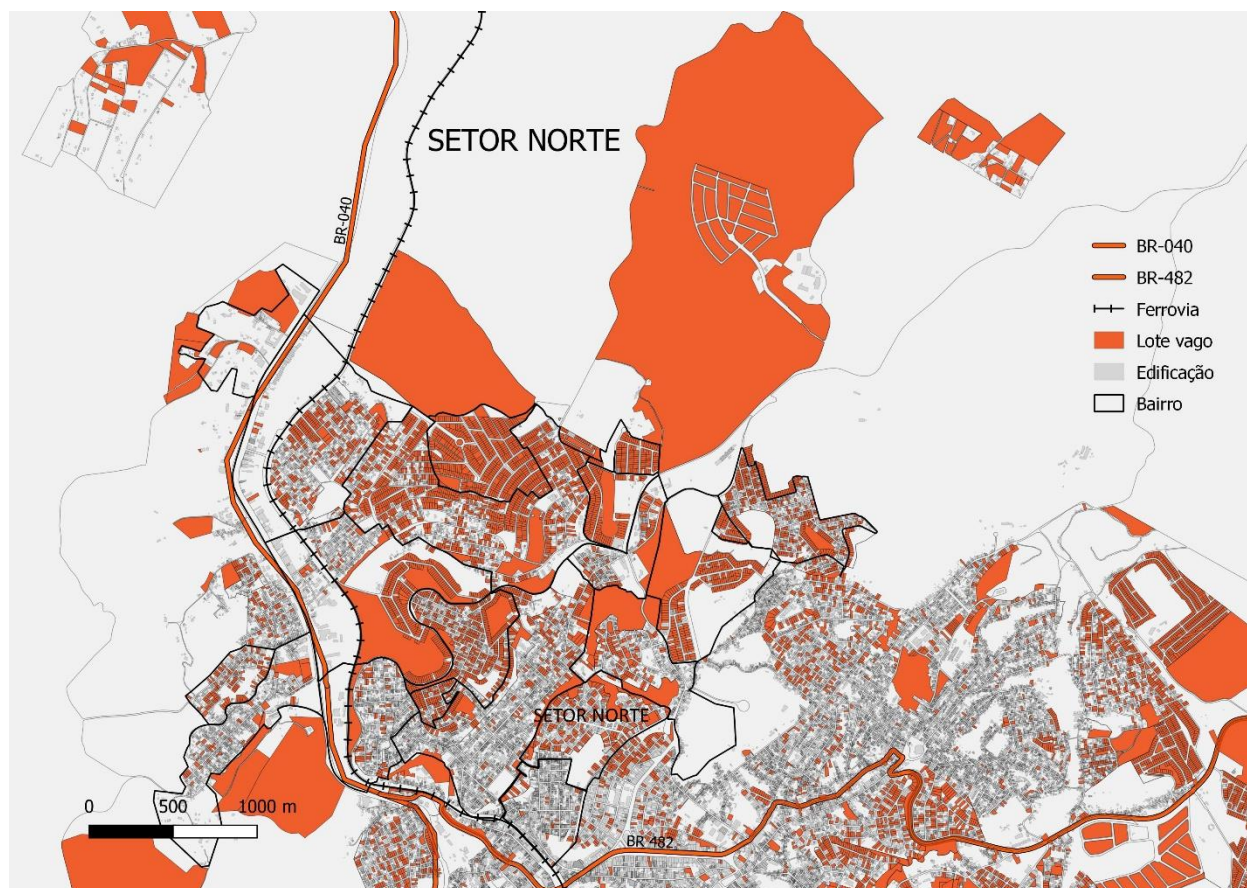 SETOR NORTE
BR-040
BR-040
BR-482
Ferrovia
Lote vago
Edificação
Bairro
SETOR NORTE
0 500 1000 m
BR 482